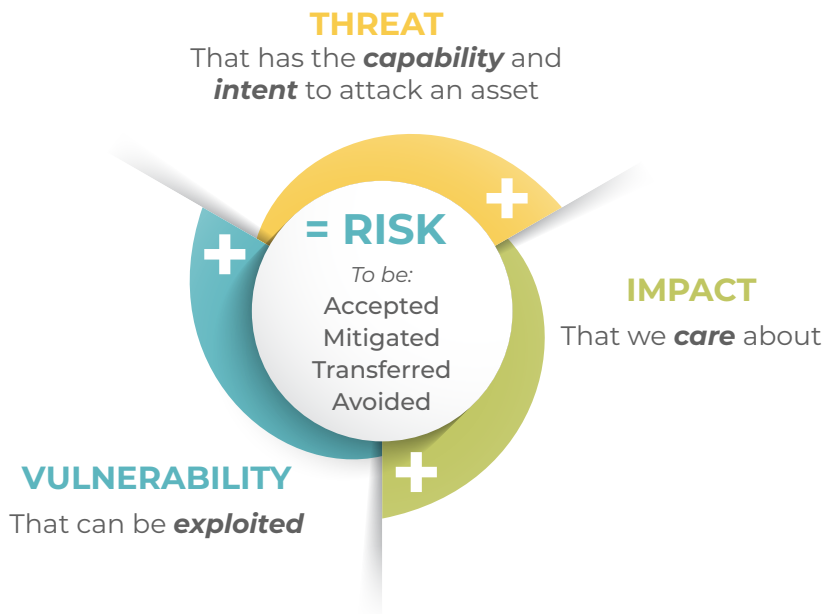 THREAT
That has the capability and
intent to attack an asset
+
+
= RISK
To be:
Accepted
Mitigated
Transferred
Avoided
IMPACT
That we care about
+
VULNERABILITY
That can be exploited